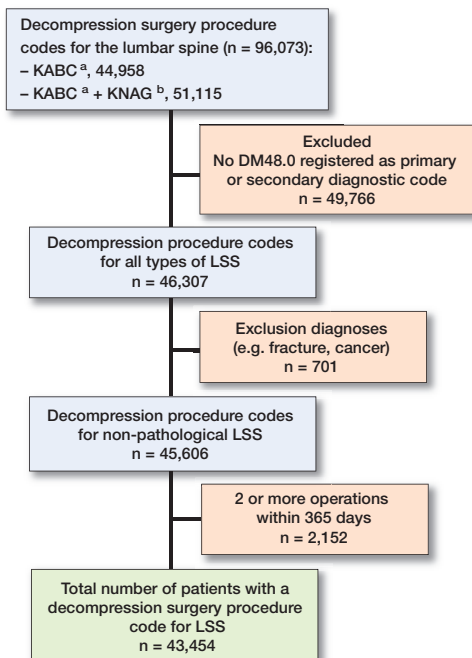 Decompression surgery procedure
codes for the lumbar spine (n = 96,073):
– KABC a, 44,958
– KABC a + KNAG b, 51,115
Excluded
No DM48.0 registered as primary
or secondary diagnostic code
n = 49,766
Decompression procedure codes
for all types of LSS
n = 46,307
Exclusion diagnoses
(e.g. fracture, cancer)
n = 701
Decompression procedure codes
for non-pathological LSS
n = 45,606
2 or more operations
within 365 days
n = 2,152
Total number of patients with a
decompression surgery procedure
code for LSS
n = 43,454